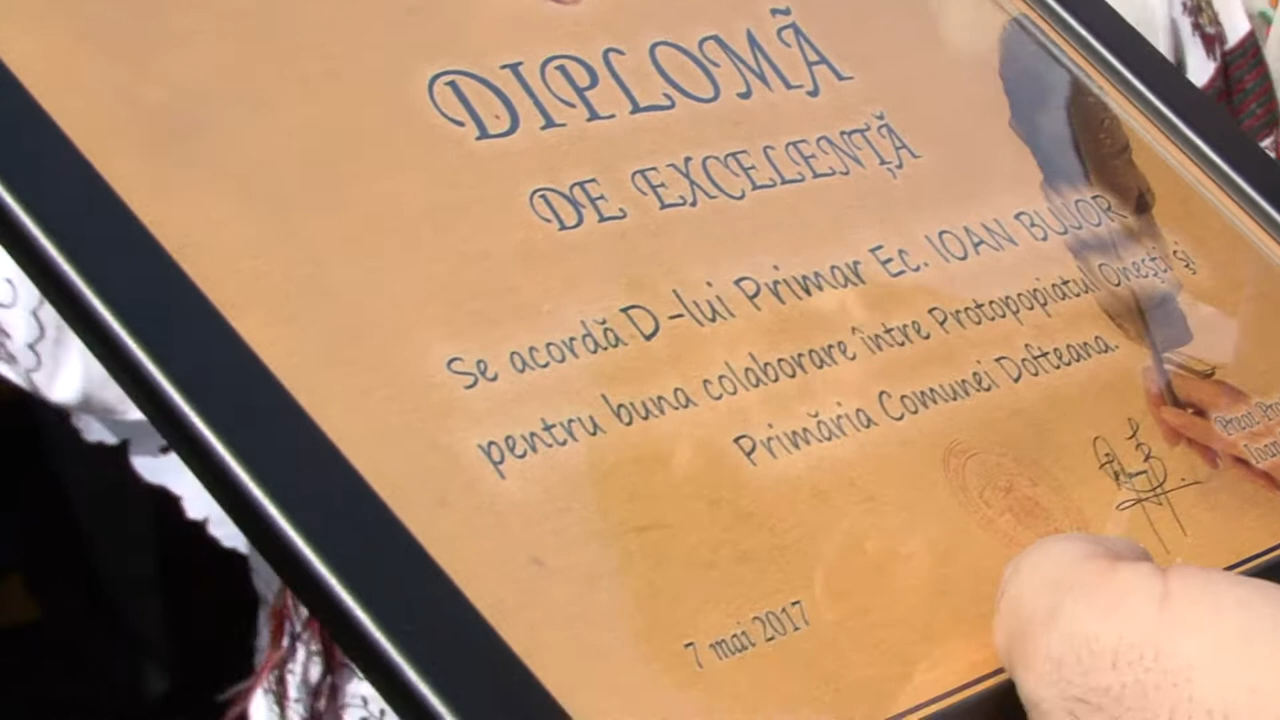 DIPLOMĂ
DE EXCELENȚĂ
Se acordă D-lui Primar Ec. IOAN BUJOR
pentru buna colaborare între Protopopiatul Onești și
Primăria Comunei Dofteana.
7 mai 2017